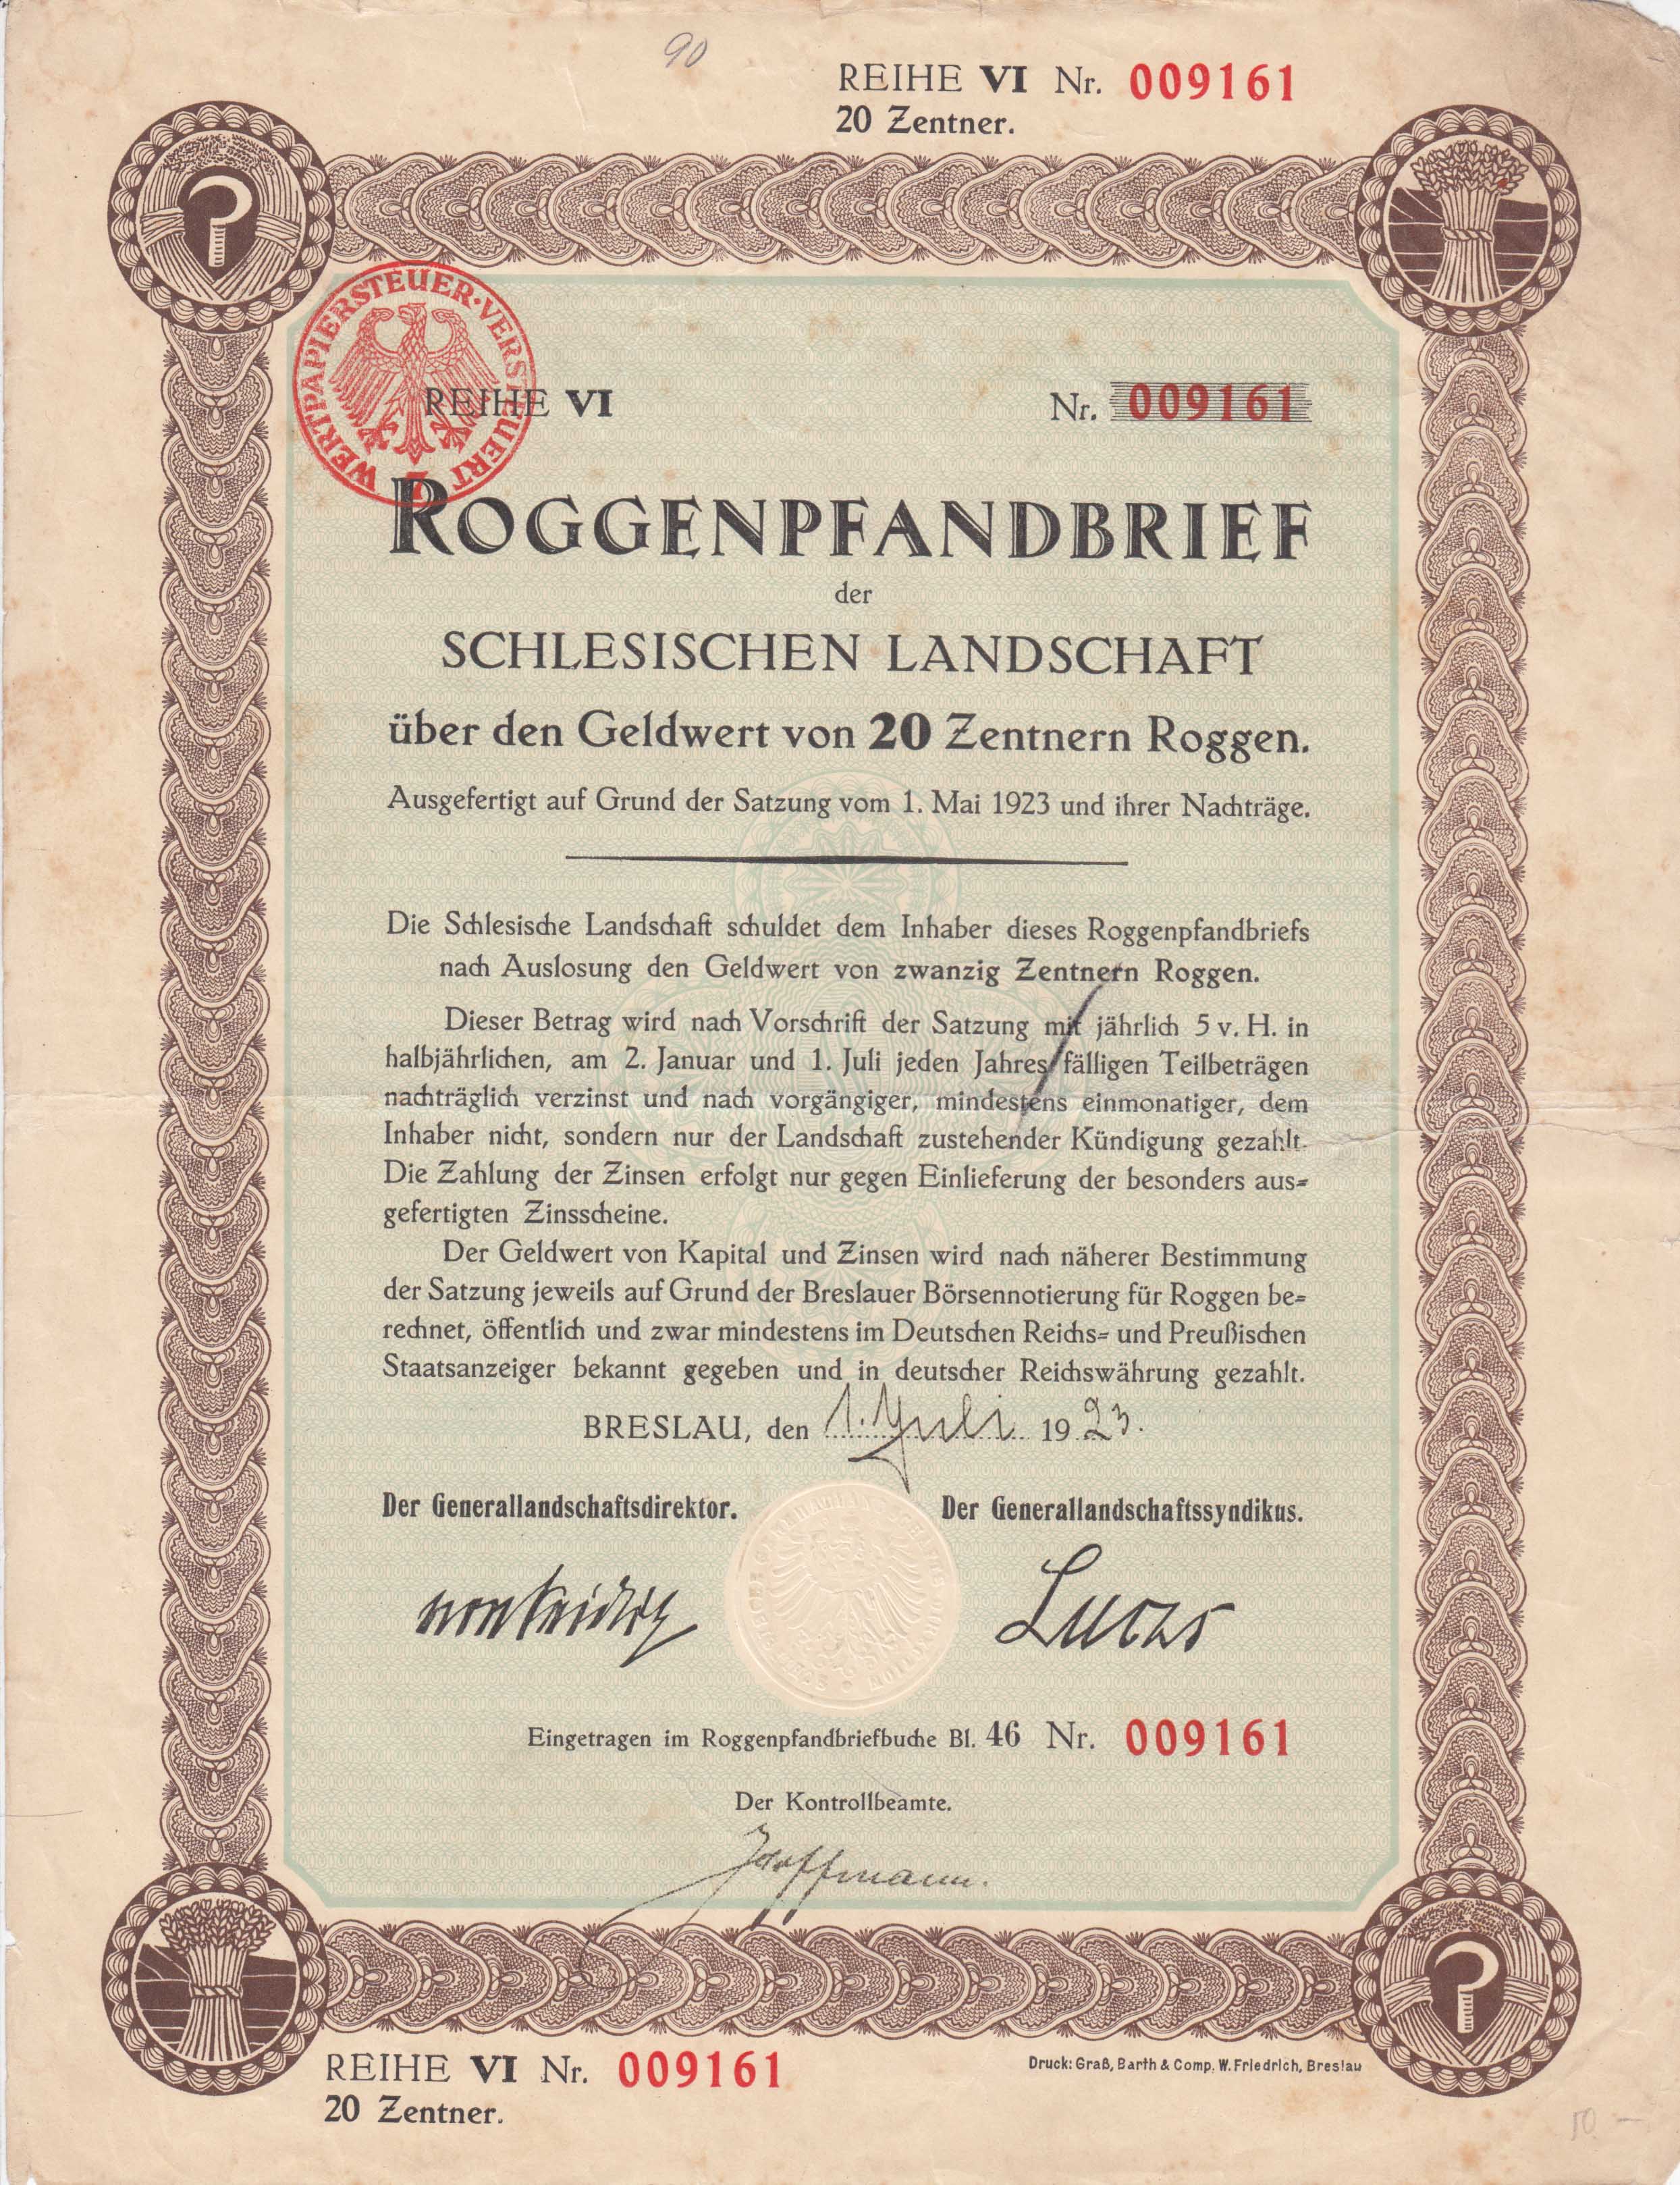 90
REIHE VI Nr. 009161
20 Zentner.
WERTPAPIERSTEUER·VERSTEUERT
REIHE VI Nr. 009161
ROGGENPFANDBRIEF
der
SCHLESISCHEN LANDSCHAFT
über den Geldwert von 20 Zentnern Roggen.
Ausgefertigt auf Grund der Satzung vom 1. Mai 1923 und ihrer Nachträge.
Die Schlesische Landschaft schuldet dem Inhaber dieses Roggenpfandbriefs
nach Auslosung den Geldwert von zwanzig Zentnern Roggen.
Dieser Betrag wird nach Vorschrift der Satzung mit jährlich 5 v. H. in
halbjährlichen, am 2. Januar und 1. Juli jeden Jahres fälligen Teilbeträgen
nachträglich verzinst und nach vorgängiger, mindestens einmonatiger, dem
Inhaber nicht, sondern nur der Landschaft zustehender Kündigung gezahlt.
Die Zahlung der Zinsen erfolgt nur gegen Einlieferung der besonders aus=
gefertigten Zinsscheine.
Der Geldwert von Kapital und Zinsen wird nach näherer Bestimmung
der Satzung jeweils auf Grund der Breslauer Börsennotierung für Roggen be=
rechnet, öffentlich und zwar mindestens im Deutschen Reichs= und Preußischen
Staatsanzeiger bekannt gegeben und in deutscher Reichswährung gezahlt.
BRESLAU, den 1. Juli 1923.
Der Generallandschaftsdirektor. Der Generallandschaftssyndikus.
Lucas
Eingetragen im Roggenpfandbriefbuche Bl. 46 Nr. 009161
Der Kontrollbeamte.
Hoffmann.
REIHE VI Nr. 009161
20 Zentner.
Druck: Graß, Barth & Comp. W. Friedrich, Breslau